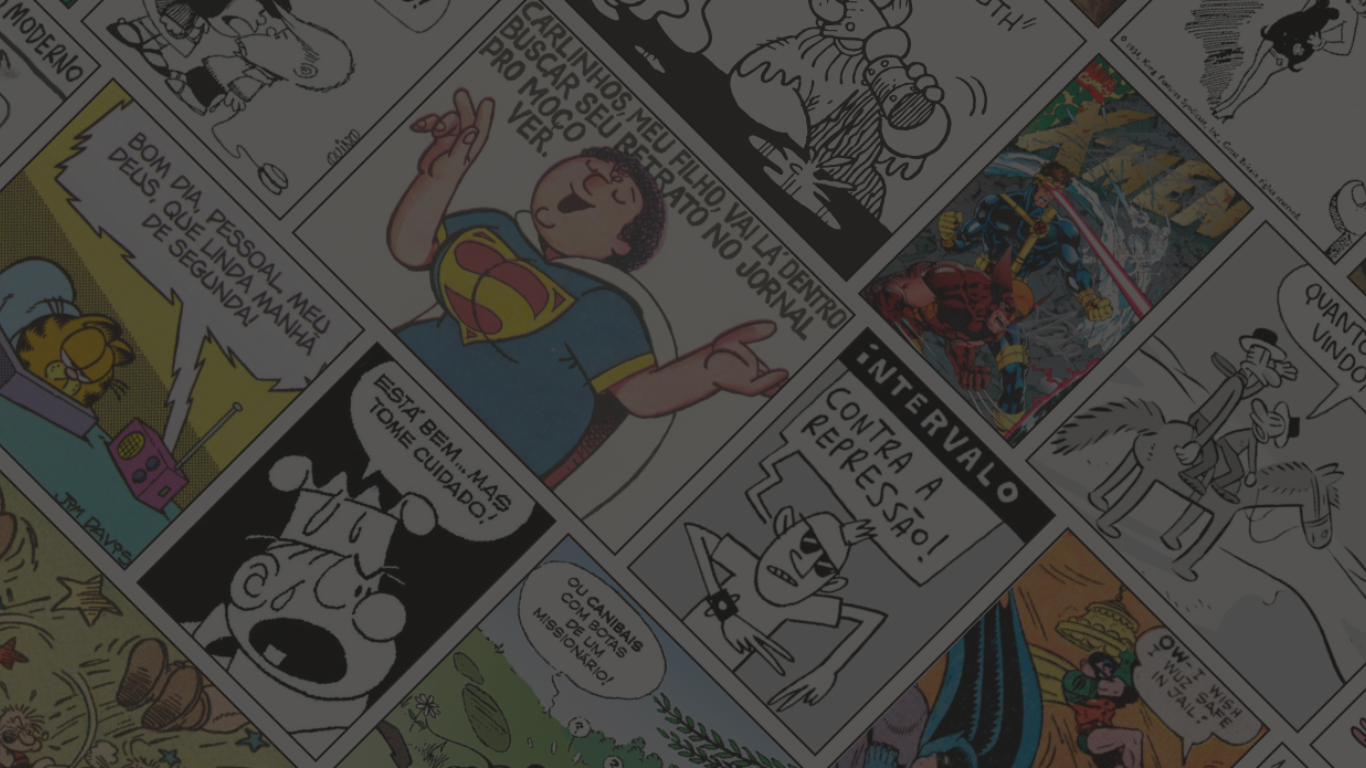 MODERNO
BOM DIA, PESSOAL. MEU
DEUS, QUE LINDA MANHÃ
DE SEGUNDA!
JIM DAVIS
CARLINHOS, MEU FILHO, VAI LÁ DENTRO
BUSCAR SEU RETRATO NO JORNAL
PRO MOÇO
VER.
MARVEL
COMICS
X-MEN
ESTÁ BEM... MAS
TOME CUIDADO!
INTERVALO
CONTRA A
REPRESSÃO!
OU CANIBAIS
COM BOTAS
DE UM
MISSIONÁRIO!
?
?
OW-I WISH
I WUZ SAFE
IN JAIL!